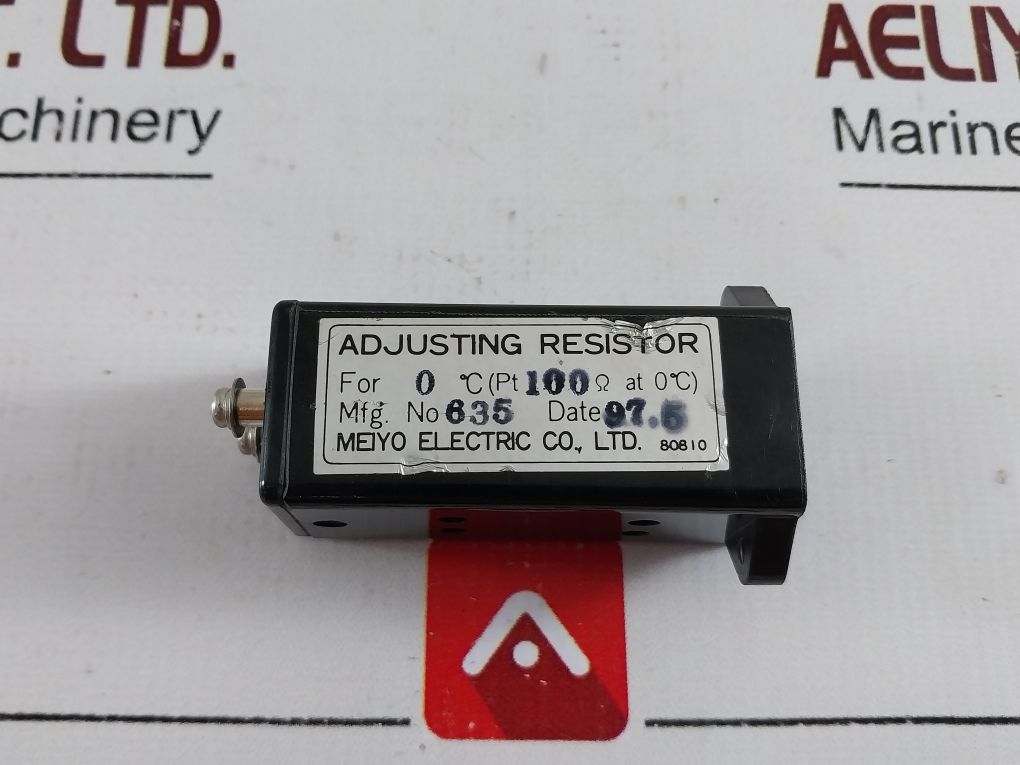 . LTD.
AELIY
chinery
Marine
ADJUSTING RESISTOR
For 0 ℃ (Pt 100 Ω at 0℃)
Mfg. No 635 Date 97.5
MEIYO ELECTRIC CO., LTD. 80810